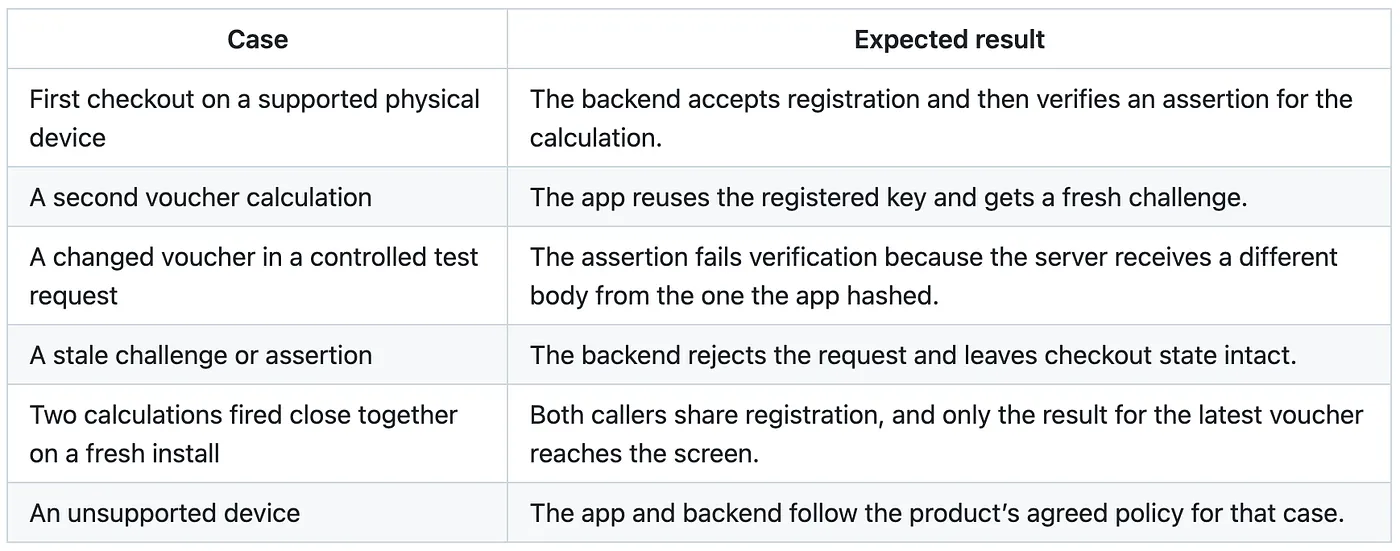 Case
Expected result
First checkout on a supported physical
device
The backend accepts registration and then verifies an assertion for the
calculation.
A second voucher calculation
The app reuses the registered key and gets a fresh challenge.
A changed voucher in a controlled test
request
The assertion fails verification because the server receives a different
body from the one the app hashed.
A stale challenge or assertion
The backend rejects the request and leaves checkout state intact.
Two calculations fired close together
on a fresh install
Both callers share registration, and only the result for the latest voucher
reaches the screen.
An unsupported device
The app and backend follow the product’s agreed policy for that case.